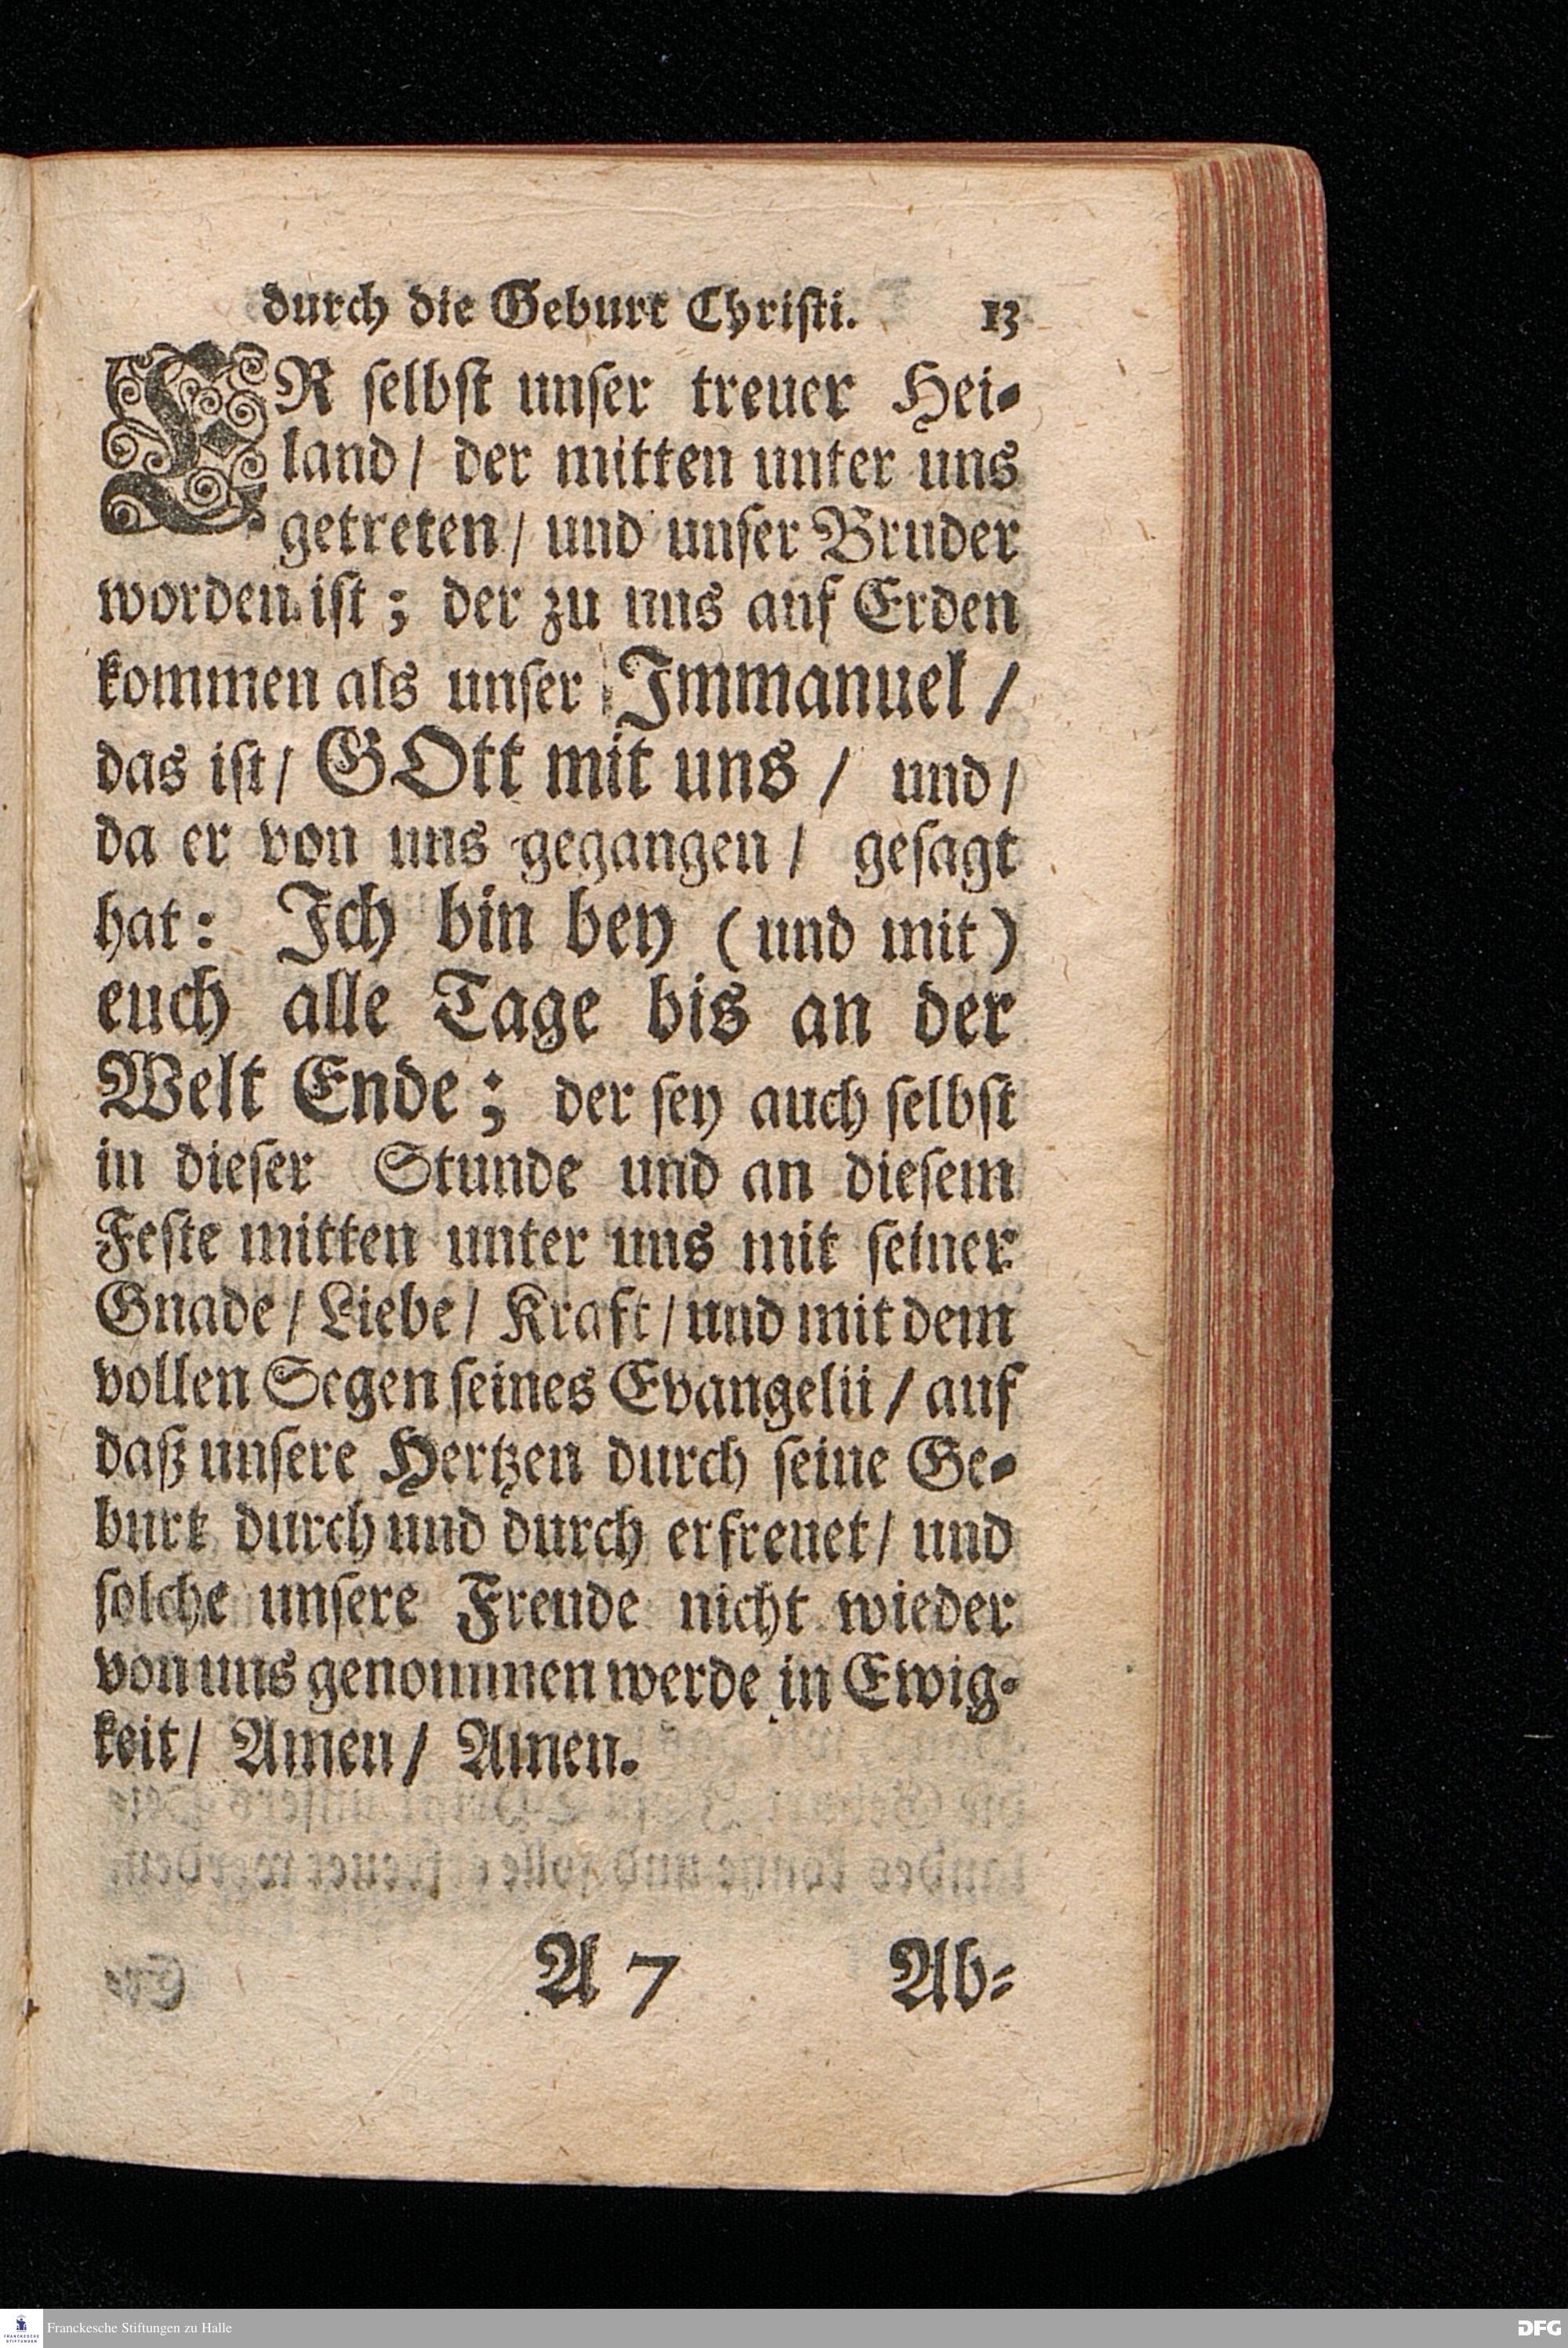 durch die Geburt Christi. 13
ER selbst unser treuer Hei-
land/ der mitten unter uns
getreten/ und unser Bruder
worden ist; der zu uns auf Erden
kommen als unser Immanuel/
das ist/ GOtt mit uns/ und/
da er von uns gegangen/ gesagt
hat: Ich bin bey (und mit)
euch alle Tage bis an der
Welt Ende; der sey auch selbst
in dieser Stunde und an diesem
Feste mitten unter uns mit seiner
Gnade/ Liebe/ Kraft/ und mit dem
vollen Segen seines Evangelii/ auf
daß unsere Hertzen durch seine Ge-
burt durch und durch erfreuet/ und
solche unsere Freude nicht wieder
von uns genommen werde in Ewig-
keit/ Amen/ Amen.
A 7 Ab-
Franckesche Stiftungen zu Halle
DFG